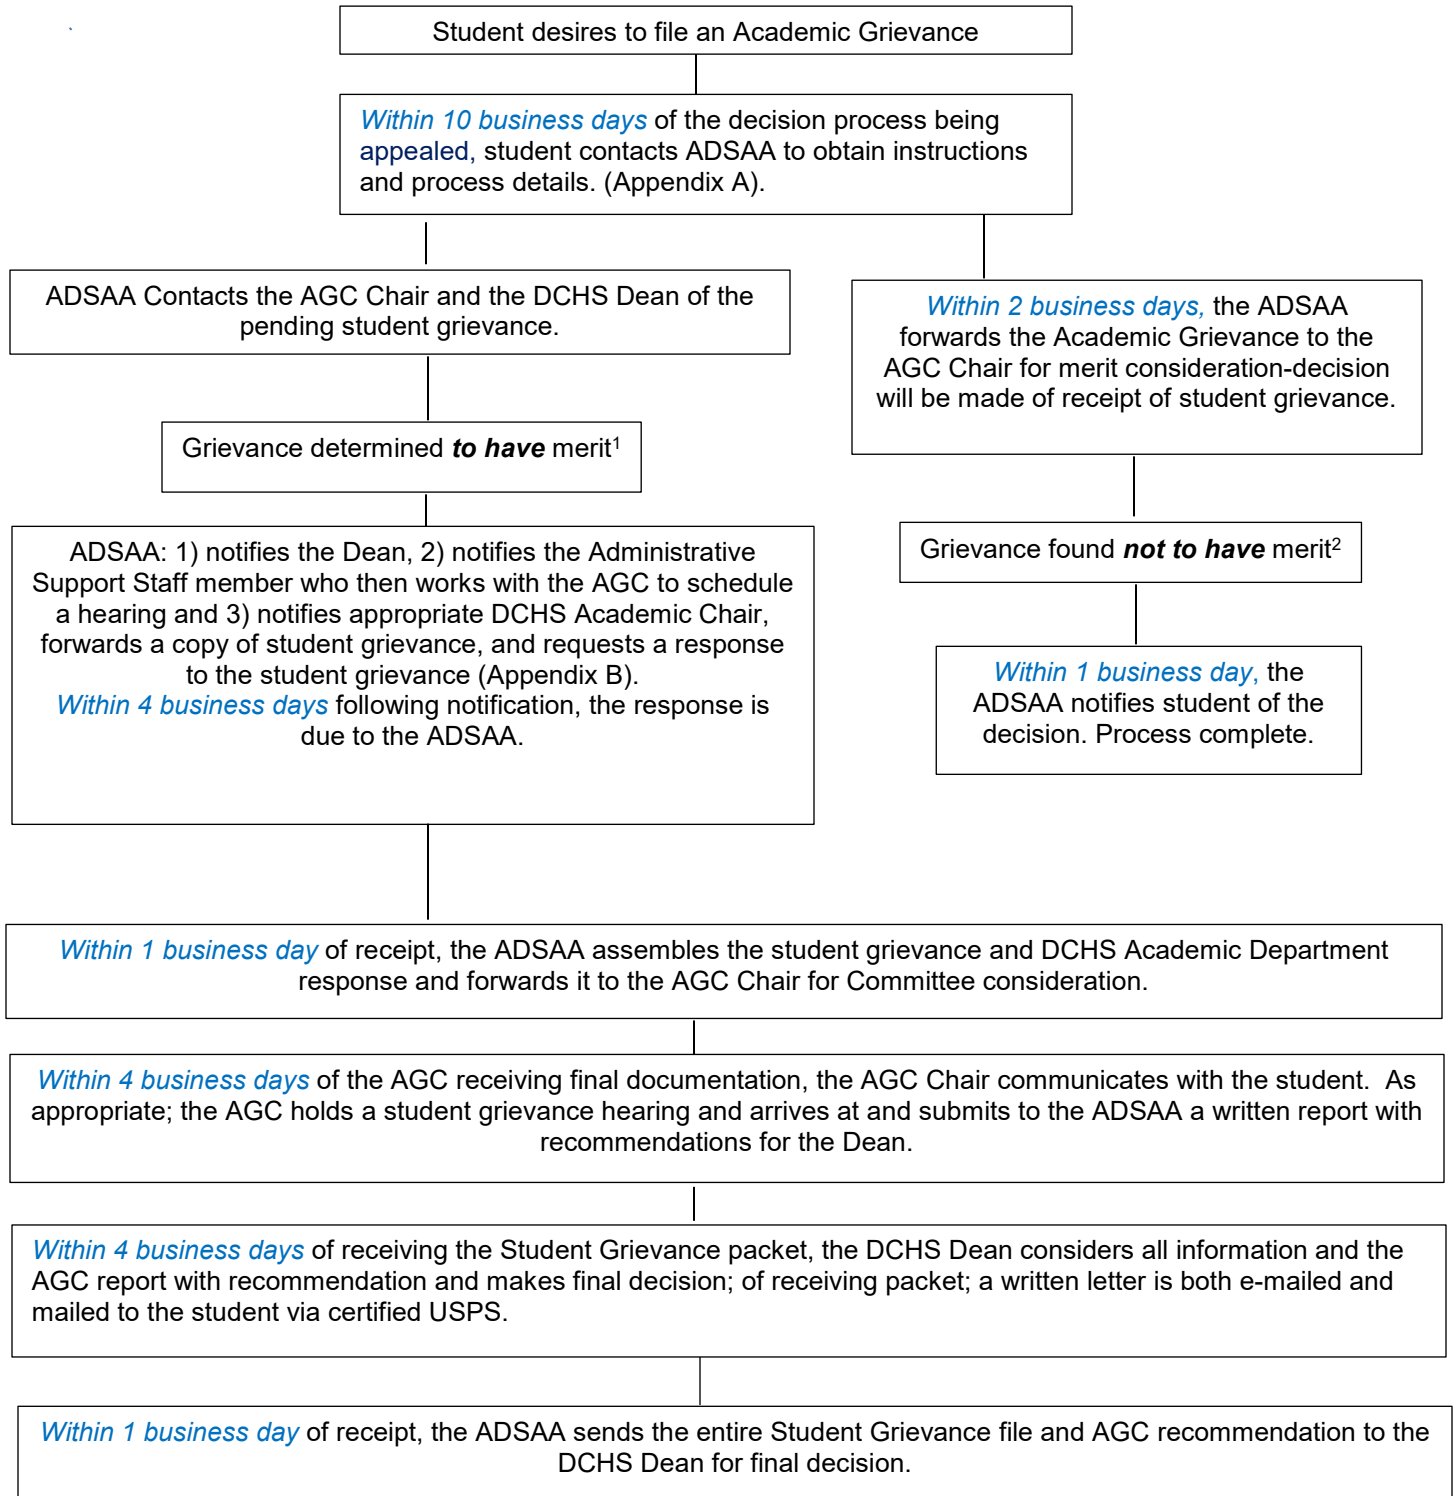 Student desires to file an Academic Grievance
Within 10 business days of the decision process being
appealed, student contacts ADSAA to obtain instructions
and process details. (Appendix A).
ADSAA Contacts the AGC Chair and the DCHS Dean of the
pending student grievance.
Within 2 business days, the ADSAA
forwards the Academic Grievance to the
AGC Chair for merit consideration-decision
will be made of receipt of student grievance.
Grievance determined to have merit¹
Grievance found not to have merit²
ADSAA: 1) notifies the Dean, 2) notifies the Administrative
Support Staff member who then works with the AGC to schedule
a hearing and 3) notifies appropriate DCHS Academic Chair,
forwards a copy of student grievance, and requests a response
to the student grievance (Appendix B).
Within 4 business days following notification, the response is
due to the ADSAA.
Within 1 business day, the
ADSAA notifies student of the
decision. Process complete.
Within 1 business day of receipt, the ADSAA assembles the student grievance and DCHS Academic Department
response and forwards it to the AGC Chair for Committee consideration.
Within 4 business days of the AGC receiving final documentation, the AGC Chair communicates with the student.  As
appropriate; the AGC holds a student grievance hearing and arrives at and submits to the ADSAA a written report with
recommendations for the Dean.
Within 4 business days of receiving the Student Grievance packet, the DCHS Dean considers all information and the
AGC report with recommendation and makes final decision; of receiving packet; a written letter is both e-mailed and
mailed to the student via certified USPS.
Within 1 business day of receipt, the ADSAA sends the entire Student Grievance file and AGC recommendation to the
DCHS Dean for final decision.